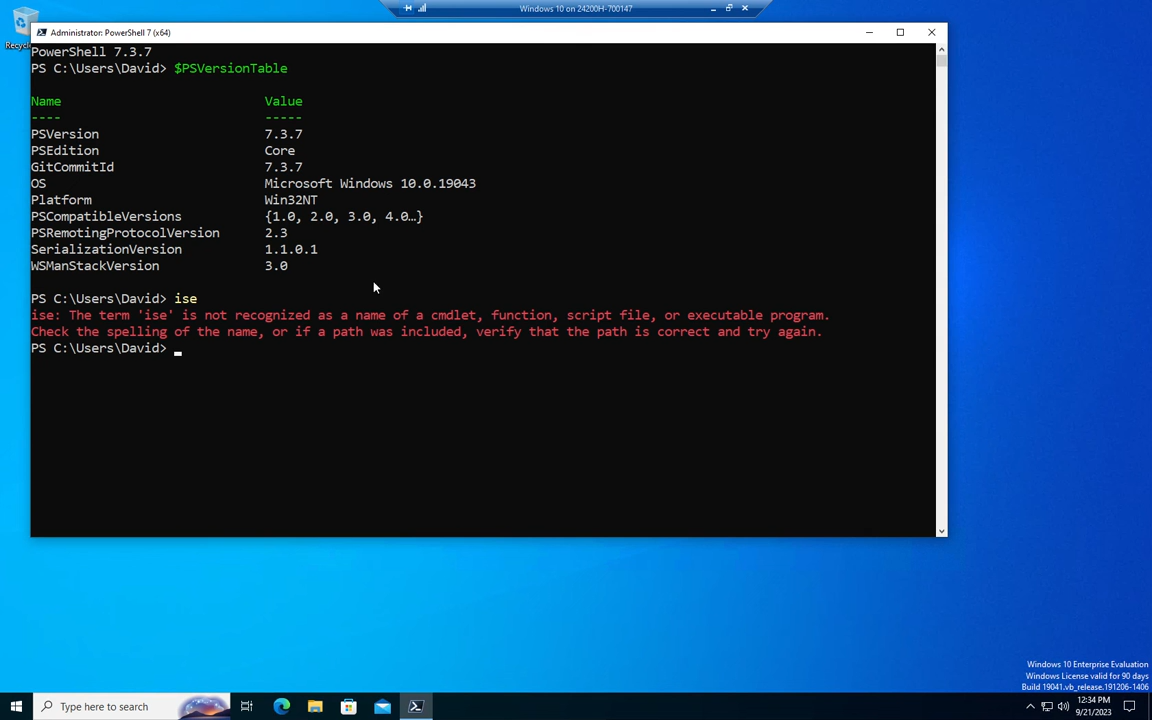 Windows 10 on 24200H-700147
Administrator: PowerShell 7 (x64)
PowerShell 7.3.7
PS C:\Users\David> $PSVersionTable
Name Value
---- -----
PSVersion 7.3.7
PSEdition Core
GitCommitId 7.3.7
OS Microsoft Windows 10.0.19043
Platform Win32NT
PSCompatibleVersions {1.0, 2.0, 3.0, 4.0…}
PSRemotingProtocolVersion 2.3
SerializationVersion 1.1.0.1
WSManStackVersion 3.0
PS C:\Users\David> ise
ise: The term 'ise' is not recognized as a name of a cmdlet, function, script file, or executable program.
Check the spelling of the name, or if a path was included, verify that the path is correct and try again.
PS C:\Users\David>
Windows 10 Enterprise Evaluation
Windows License valid for 90 days
Build 19041.vb_release.191206-1406
Type here to search
12:34 PM
9/21/2023